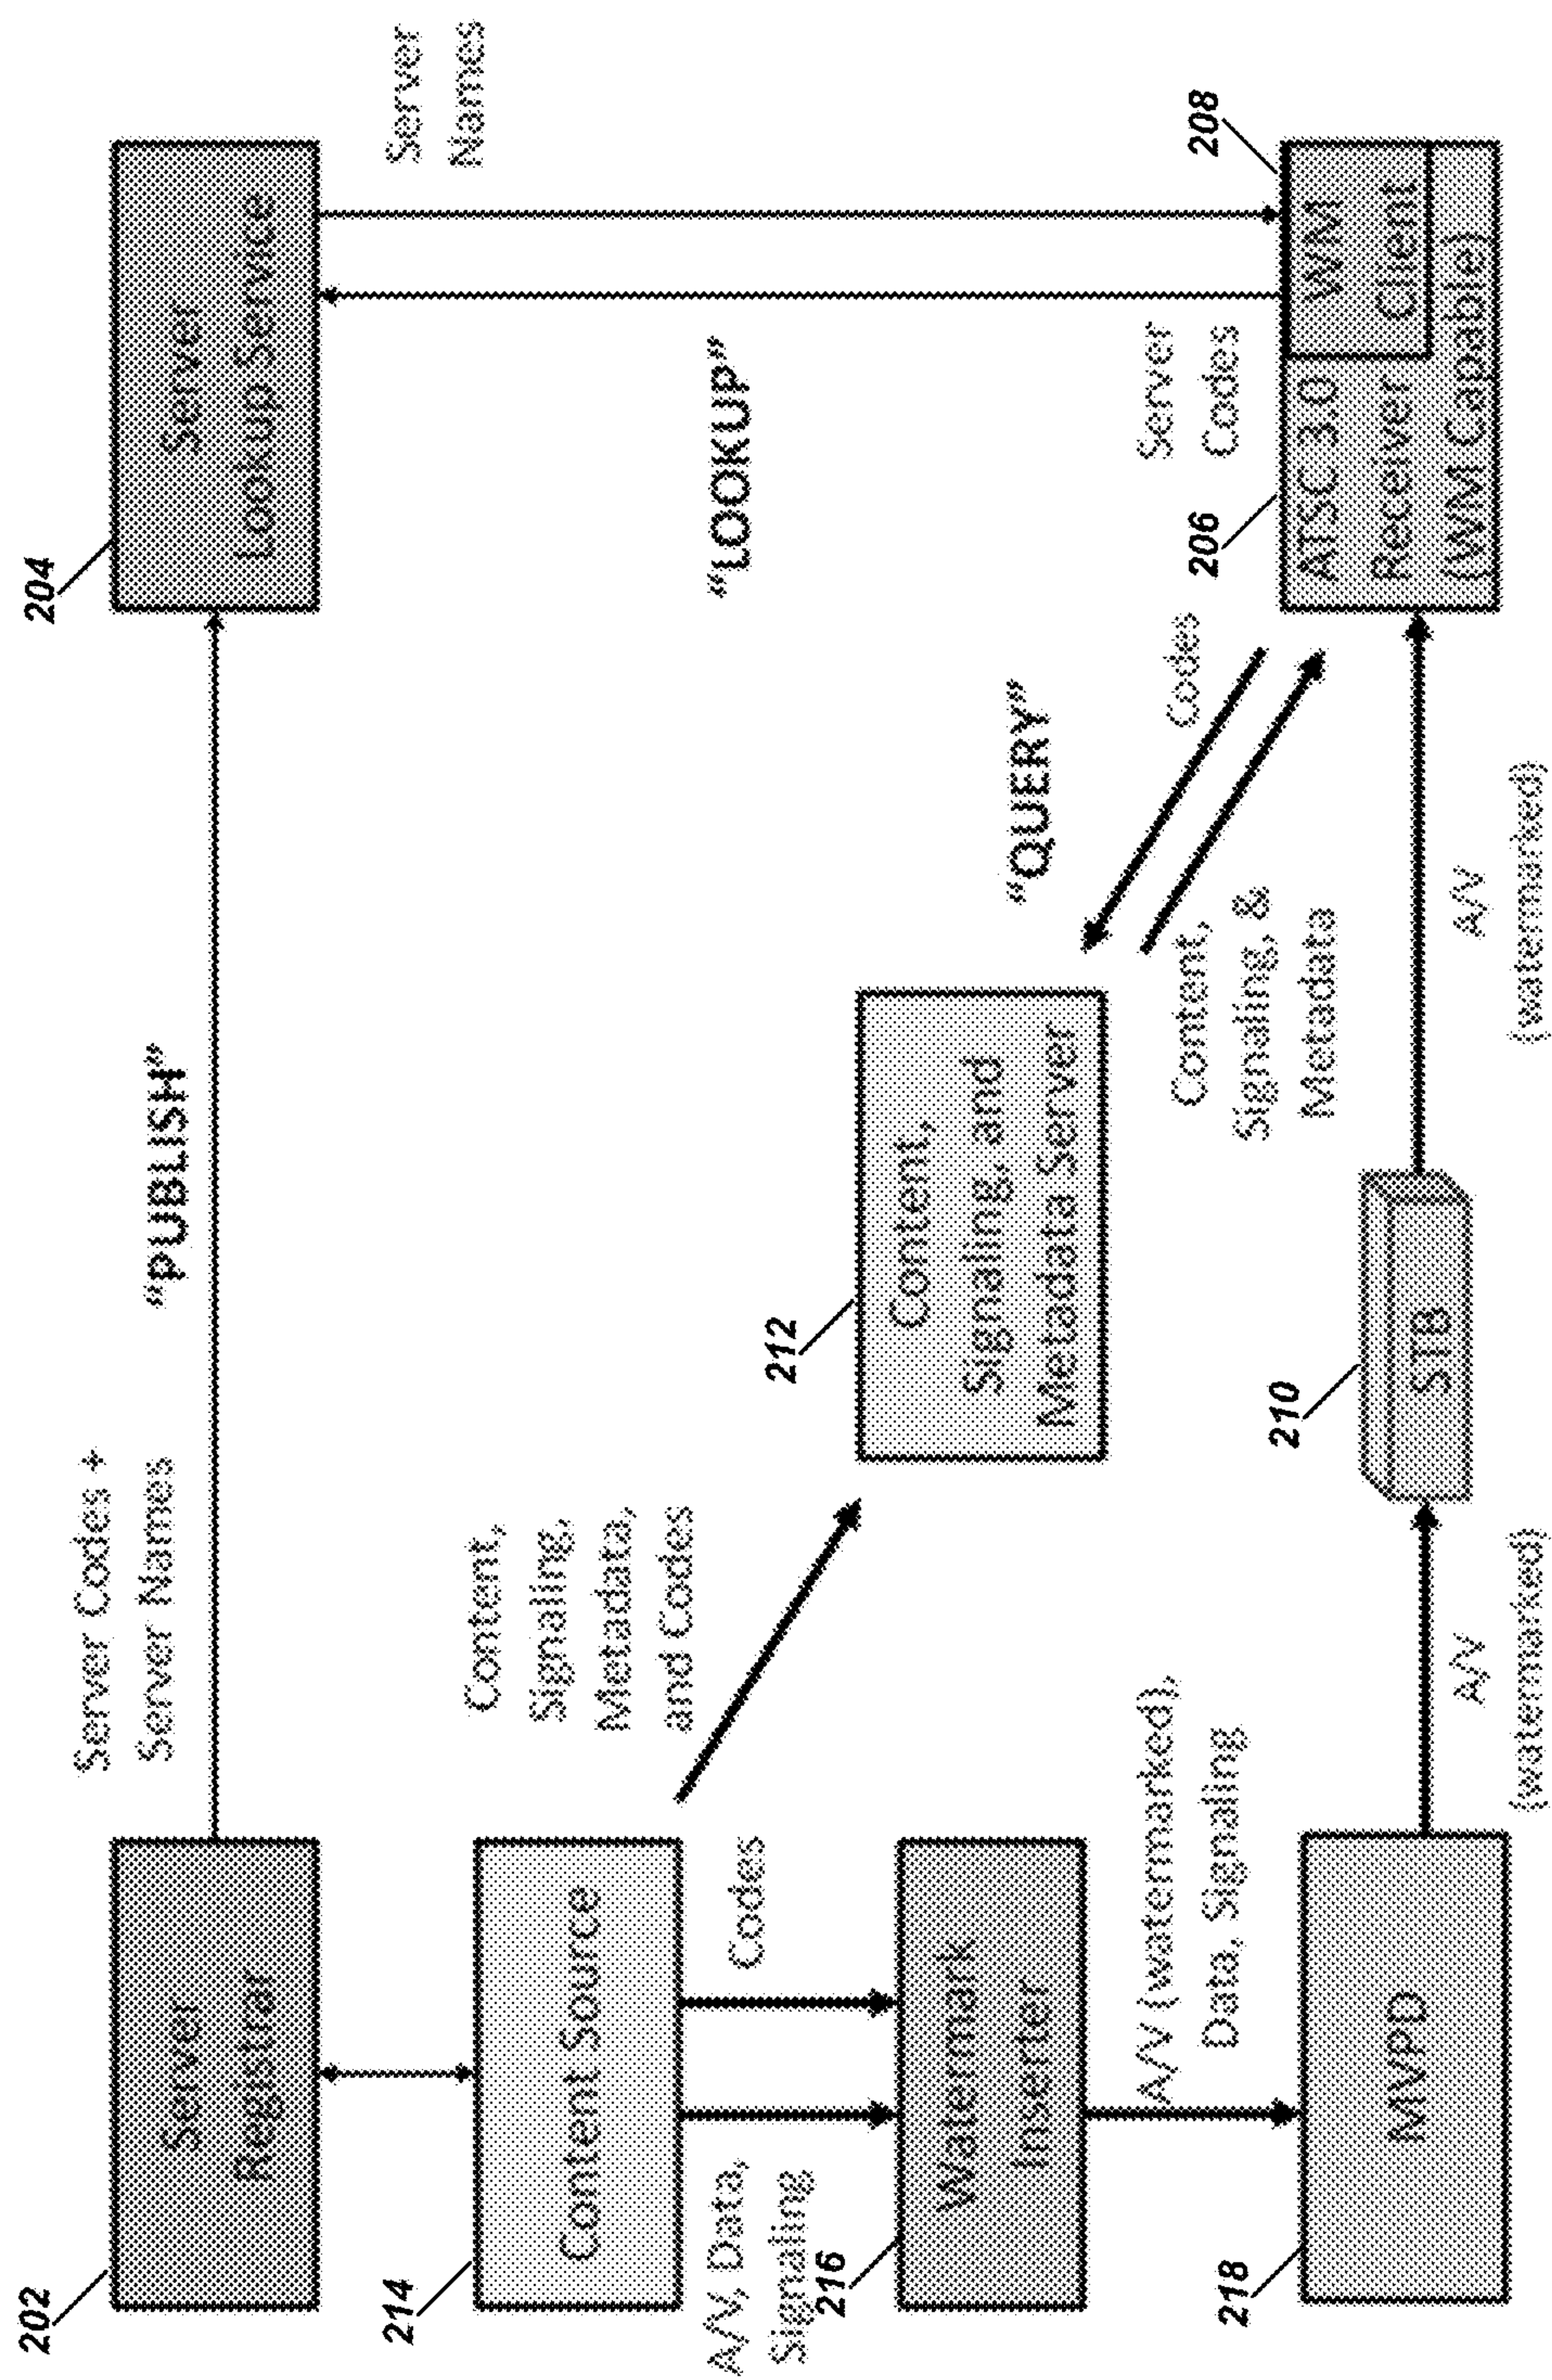 202
Server
Registrar
Server Codes +
Server Names
"PUBLISH"
204
Server
Lookup Service
Server
Names
214
Content Source
Content,
Signaling,
Metadata,
and Codes
"LOOKUP"
A/V, Data,
Signaling
Codes
212
Content,
Signaling, and
Metadata Server
"QUERY"
Codes
Content,
Signaling, &
Metadata
Server
Codes
216
Watermark
Inserter
A/V (watermarked),
Data, Signaling
206
208
ATSC 3.0
Receiver
(WM Capable)
WM
Client
218
MVPD
A/V
(watermarked)
210
STB
A/V
(watermarked)